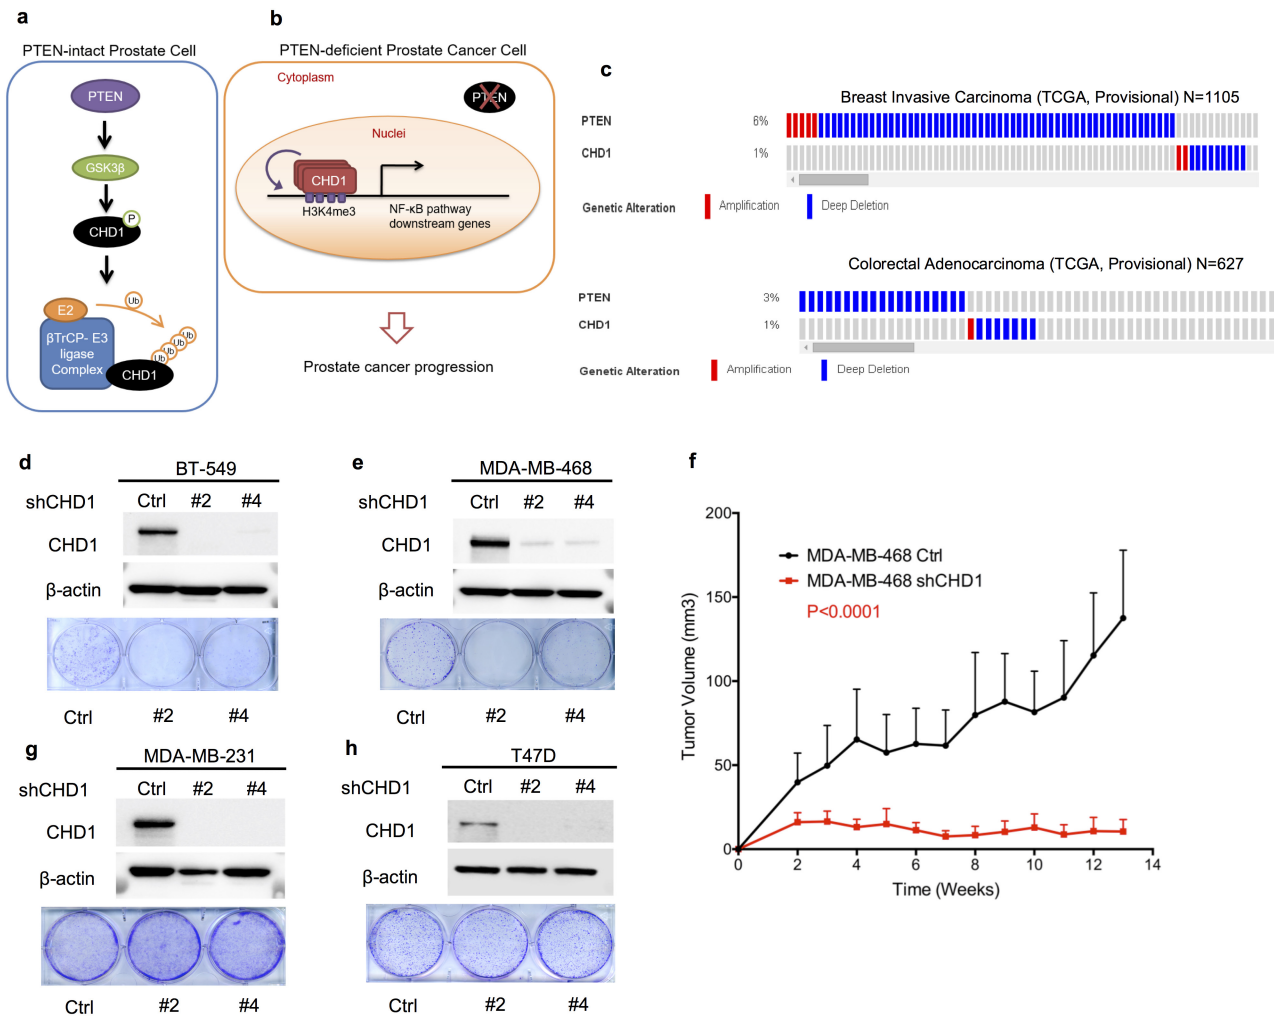 a
PTEN-intact Prostate Cell
PTEN
GSK3β
CHD1
P
E2
Ub
βTrCP- E3
ligase
Complex
CHD1
Ub
Ub
Ub
Ub
b
PTEN-deficient Prostate Cancer Cell
Cytoplasm
PTEN
Nuclei
CHD1
H3K4me3
NF-κB pathway
downstream genes
Prostate cancer progression
c
Breast Invasive Carcinoma (TCGA, Provisional) N=1105
PTEN 6%
CHD1 1%
Genetic Alteration Amplification Deep Deletion
Colorectal Adenocarcinoma (TCGA, Provisional) N=627
PTEN 3%
CHD1 1%
Genetic Alteration Amplification Deep Deletion
d
BT-549
shCHD1 Ctrl #2 #4
CHD1
β-actin
Ctrl #2 #4
e
MDA-MB-468
shCHD1 Ctrl #2 #4
CHD1
β-actin
Ctrl #2 #4
f
200
150
100
50
0
Tumor Volume (mm3)
MDA-MB-468 Ctrl
MDA-MB-468 shCHD1
P<0.0001
0 2 4 6 8 10 12 14
Time (Weeks)
g
MDA-MB-231
shCHD1 Ctrl #2 #4
CHD1
β-actin
Ctrl #2 #4
h
T47D
shCHD1 Ctrl #2 #4
CHD1
β-actin
Ctrl #2 #4